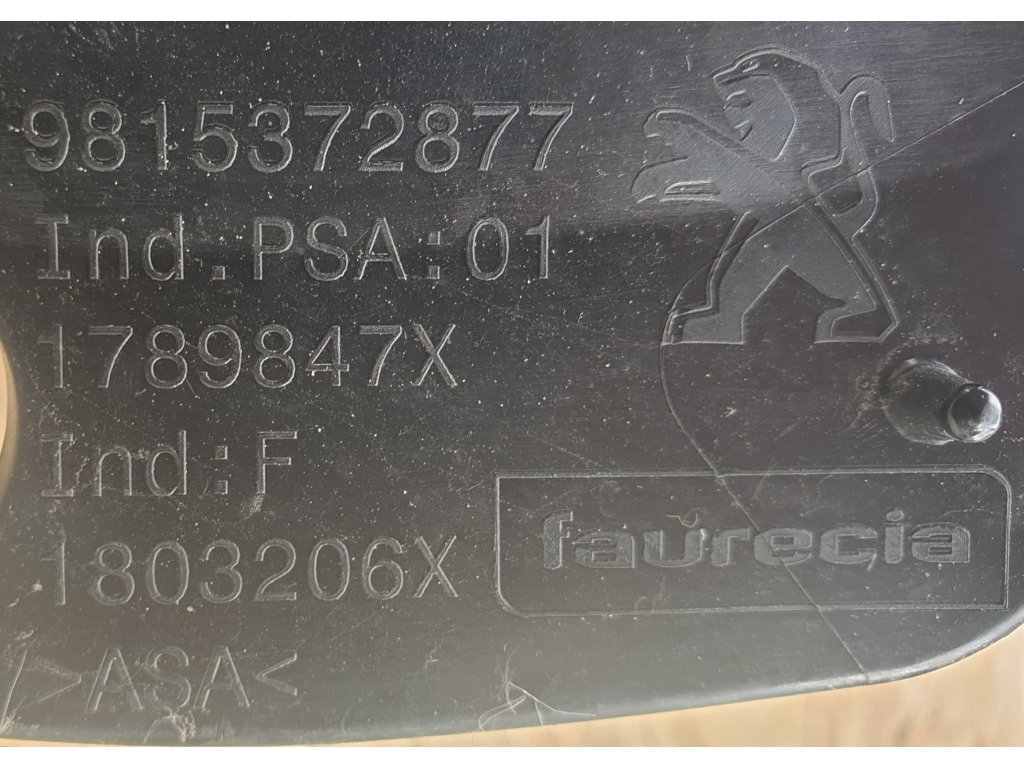 9815372877
Ind.PSA:01
1789847X
Ind:F
1803206X
>ASA<
faurecia